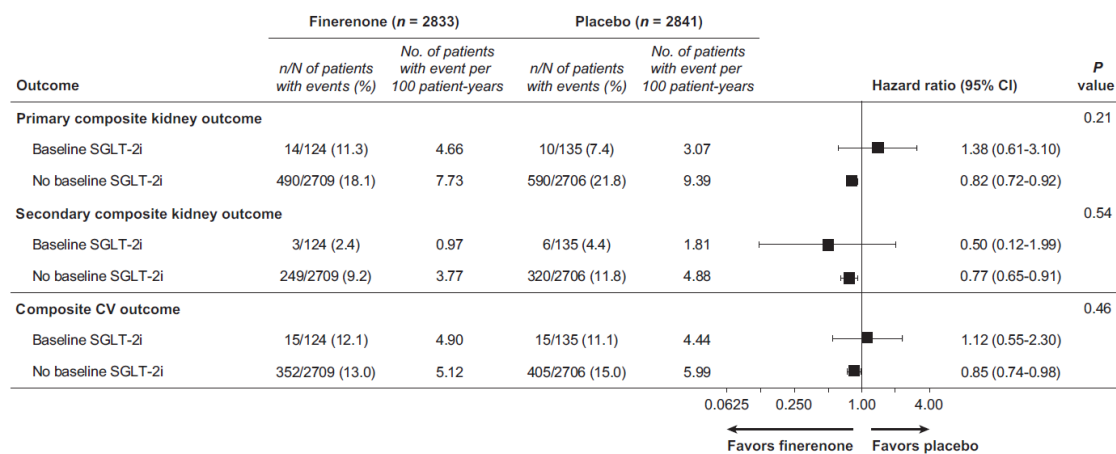 Finerenone (n = 2833) Placebo (n = 2841)
Outcome n/N of patients with events (%) No. of patients with event per 100 patient-years n/N of patients with events (%) No. of patients with event per 100 patient-years Hazard ratio (95% CI) P value
Primary composite kidney outcome 0.21
Baseline SGLT-2i 14/124 (11.3) 4.66 10/135 (7.4) 3.07 1.38 (0.61-3.10)
No baseline SGLT-2i 490/2709 (18.1) 7.73 590/2706 (21.8) 9.39 0.82 (0.72-0.92)
Secondary composite kidney outcome 0.54
Baseline SGLT-2i 3/124 (2.4) 0.97 6/135 (4.4) 1.81 0.50 (0.12-1.99)
No baseline SGLT-2i 249/2709 (9.2) 3.77 320/2706 (11.8) 4.88 0.77 (0.65-0.91)
Composite CV outcome 0.46
Baseline SGLT-2i 15/124 (12.1) 4.90 15/135 (11.1) 4.44 1.12 (0.55-2.30)
No baseline SGLT-2i 352/2709 (13.0) 5.12 405/2706 (15.0) 5.99 0.85 (0.74-0.98)
0.0625 0.250 1.00 4.00
Favors finerenone Favors placebo